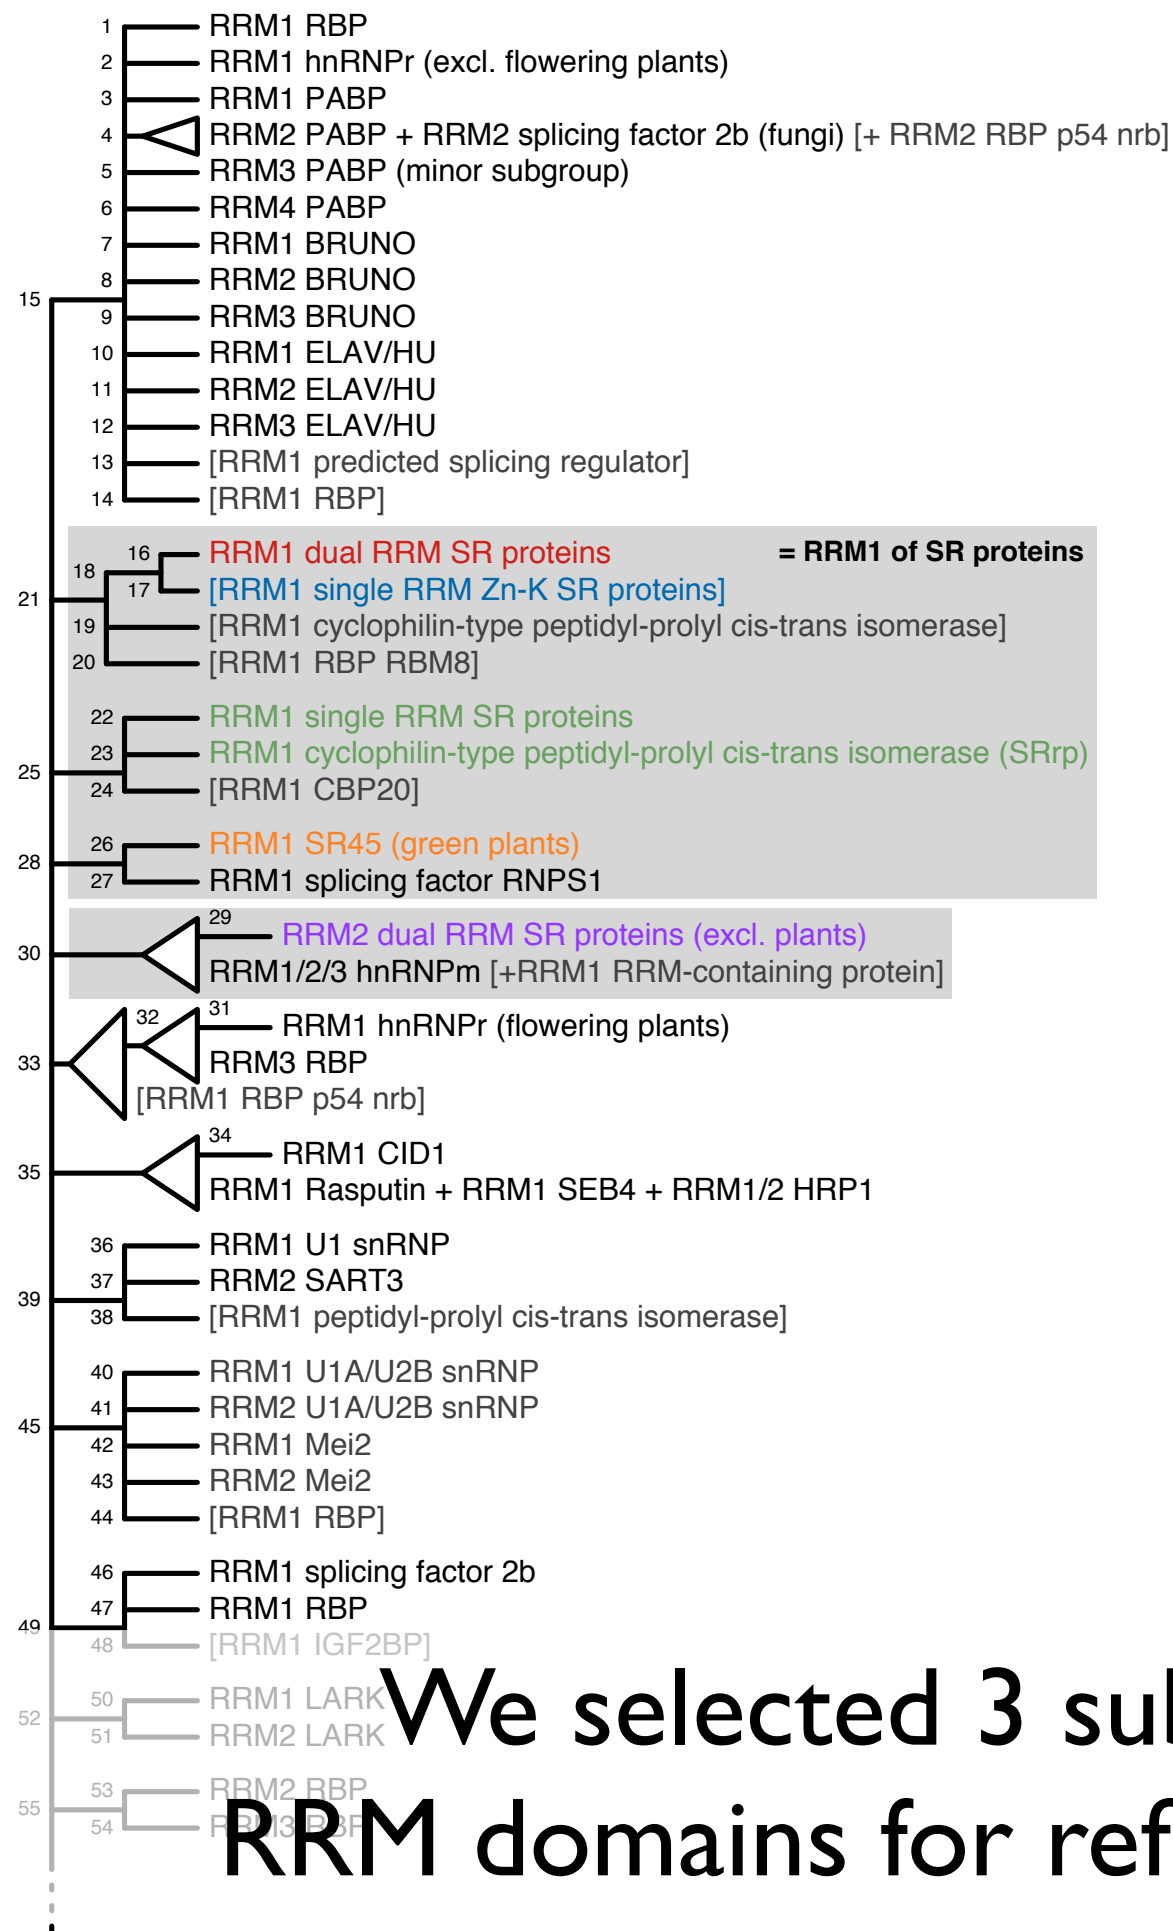 1 RRM1 RBP
2 RRM1 hnRNPr (excl. flowering plants)
3 RRM1 PABP
4 RRM2 PABP + RRM2 splicing factor 2b (fungi) [+ RRM2 RBP p54 nrb]
5 RRM3 PABP (minor subgroup)
6 RRM4 PABP
7 RRM1 BRUNO
8 RRM2 BRUNO
15
9 RRM3 BRUNO
10 RRM1 ELAV/HU
11 RRM2 ELAV/HU
12 RRM3 ELAV/HU
13 [RRM1 predicted splicing regulator]
14 [RRM1 RBP]
16 RRM1 dual RRM SR proteins = RRM1 of SR proteins
18
17 [RRM1 single RRM Zn-K SR proteins]
21
19 [RRM1 cyclophilin-type peptidyl-prolyl cis-trans isomerase]
20 [RRM1 RBP RBM8]
22 RRM1 single RRM SR proteins
23 RRM1 cyclophilin-type peptidyl-prolyl cis-trans isomerase (SRrp)
25
24 [RRM1 CBP20]
26 RRM1 SR45 (green plants)
28
27 RRM1 splicing factor RNPS1
29
RRM2 dual RRM SR proteins (excl. plants)
30
RRM1/2/3 hnRNPm [+RRM1 RRM-containing protein]
32 31
RRM1 hnRNPr (flowering plants)
33 RRM3 RBP
[RRM1 RBP p54 nrb]
34
RRM1 CID1
35
RRM1 Rasputin + RRM1 SEB4 + RRM1/2 HRP1
36 RRM1 U1 snRNP
37 RRM2 SART3
39
38 [RRM1 peptidyl-prolyl cis-trans isomerase]
40 RRM1 U1A/U2B snRNP
41 RRM2 U1A/U2B snRNP
45
42 RRM1 Mei2
43 RRM2 Mei2
44 [RRM1 RBP]
46 RRM1 splicing factor 2b
47 RRM1 RBP
49
48 [RRM1 IGF2BP]
50 RRM1 LARK
52
51 RRM2 LARK
We selected 3 sub
53 RRM2 RBP
55
54 RRM3 RBP
RRM domains for ref